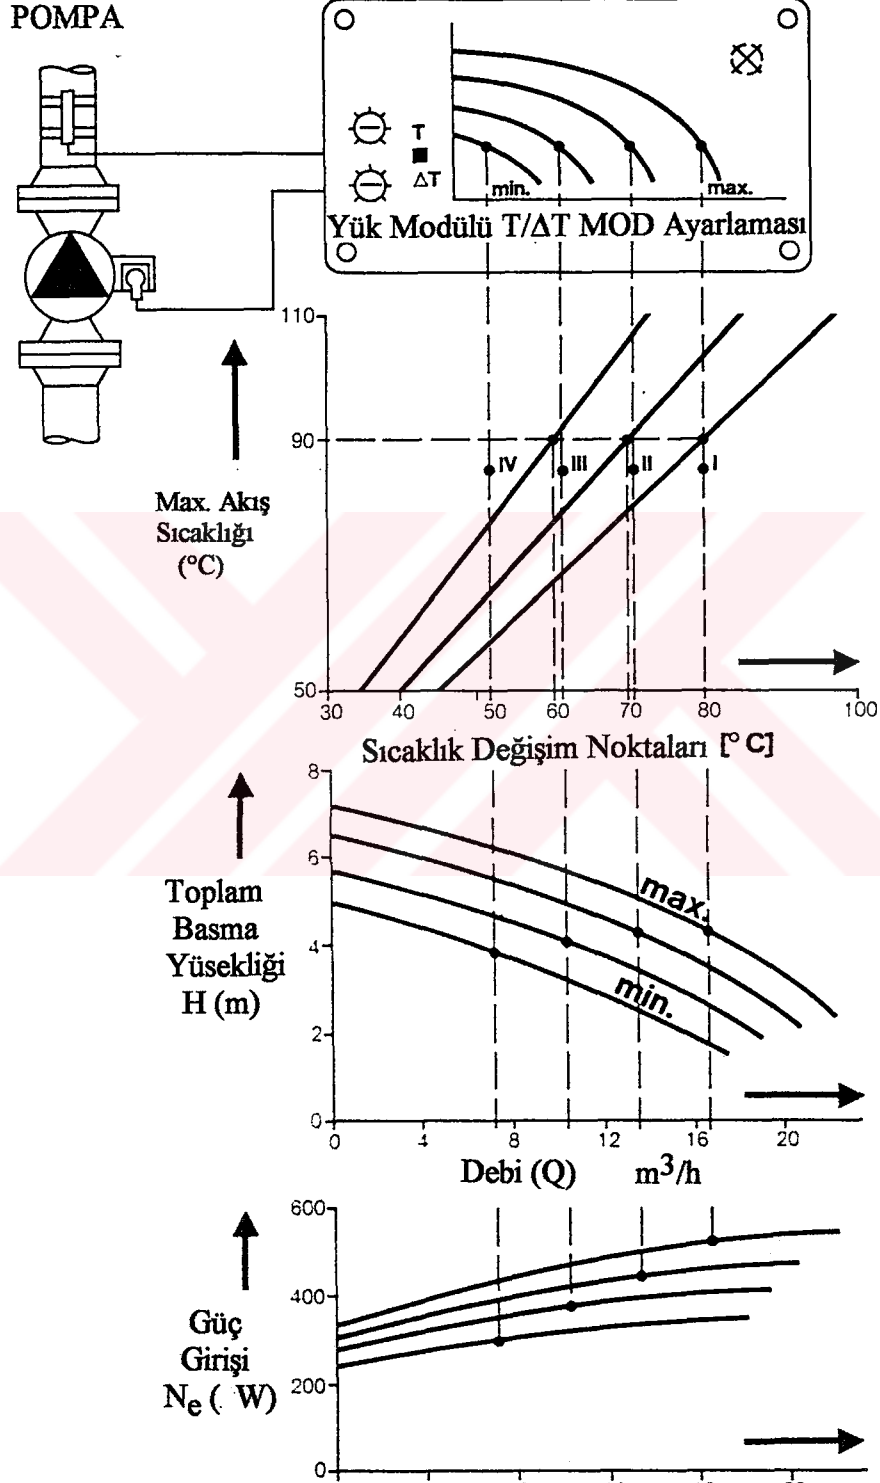 POMPA
T
ΔT
min.
max.
Yük Modülü T/ΔT MOD Ayarlaması
110
90
IV
III
II
I
Max. Akış
Sıcaklığı
(°C)
50
30 40 50 60 70 80 100
Sıcaklık Değişim Noktaları [°C]
8
6
max.
Toplam
Basma
Yüsekliği
H (m)
4
min.
2
0
0 4 8 12 16 20
Debi (Q) m³/h
600
400
Güç
Girişi
Ne ( W)
200
0